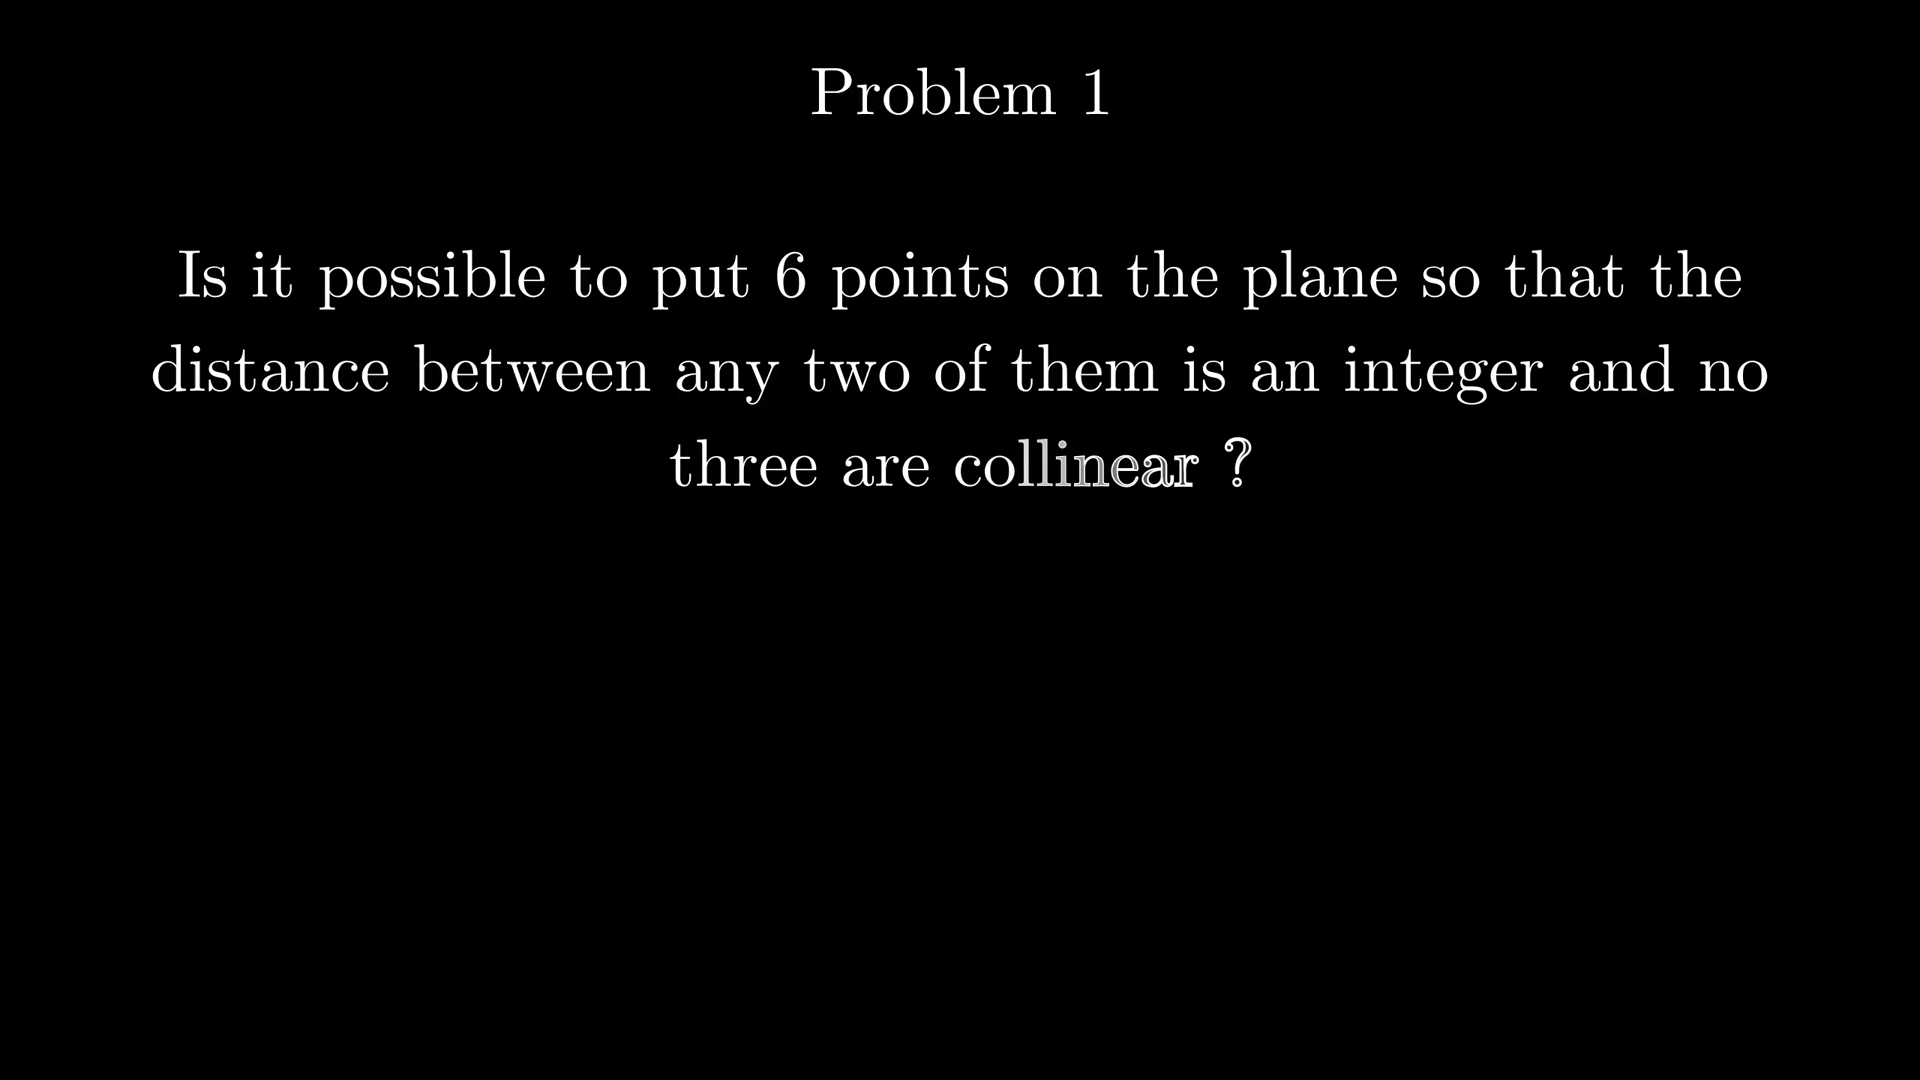 Problem 1
Is it possible to put 6 points on the plane so that the
distance between any two of them is an integer and no
three are collinear ?